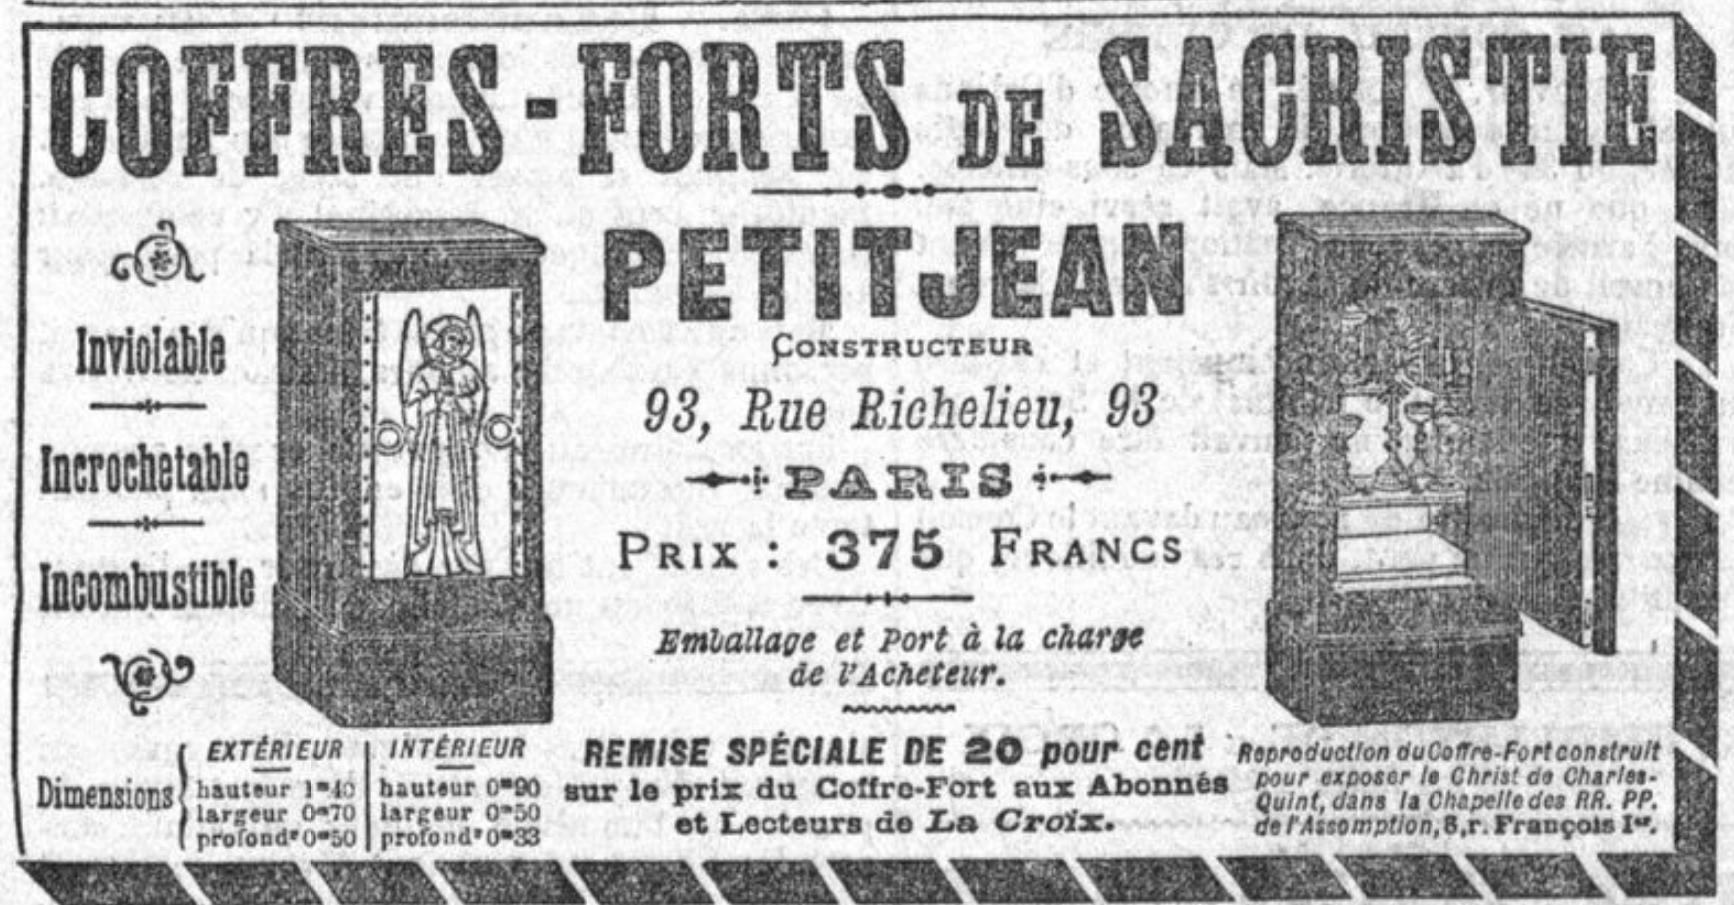 COFFRES-FORTS DE SACRISTIE
PETITJEAN
CONSTRUCTEUR
93, Rue Richelieu, 93
PARIS
PRIX : 375 FRANCS
Emballage et Port à la charge
de l'Acheteur.
Inviolable
Incrochetable
Incombustible
Dimensions
EXTÉRIEUR
hauteur 1m40
largeur 0m70
profondr 0m50
INTÉRIEUR
hauteur 0m90
largeur 0m50
profondr 0m33
REMISE SPÉCIALE DE 20 pour cent
sur le prix du Coffre-Fort aux Abonnés
et Lecteurs de La Croix.
Reproduction du Coffre-Fort construit
pour exposer le Christ de Charles-
Quint, dans la Chapelle des RR. PP.
de l'Assomption, 8, r. François Ier.